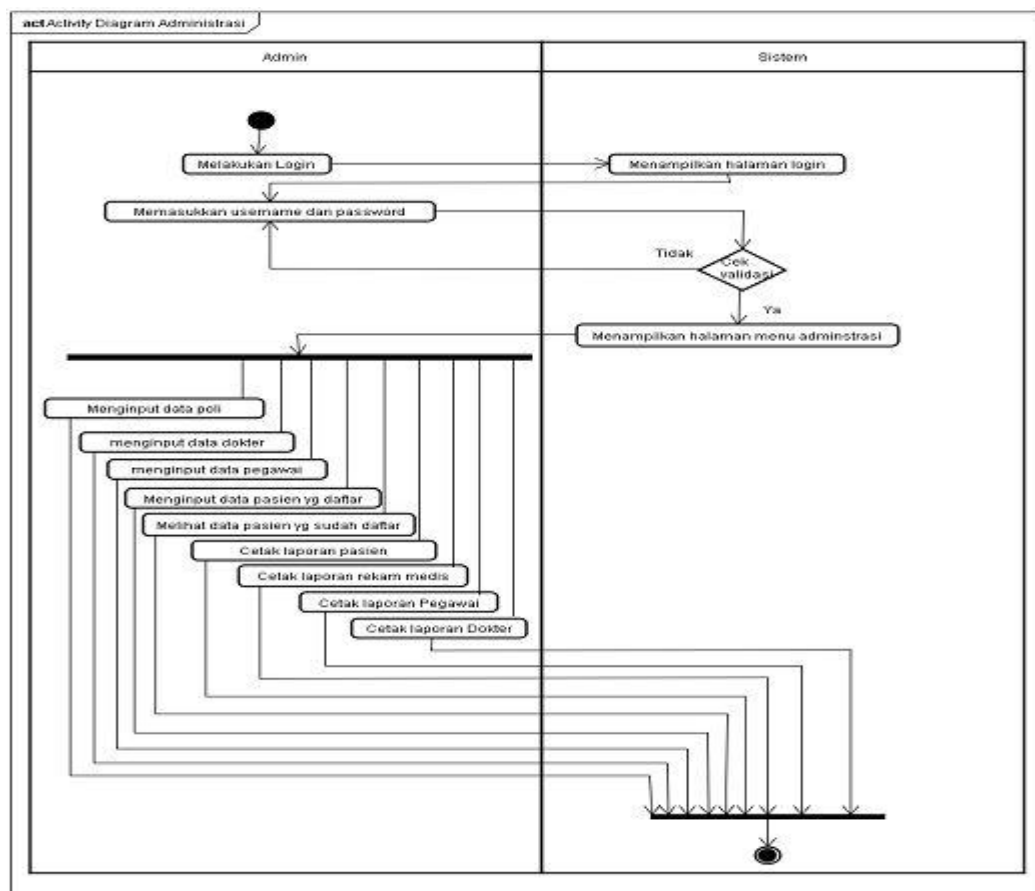 act Activity Diagram Administrasi
Admin
Sistem
Melakukan Login
Menampilkan halaman login
Memasukkan username dan password
Tidak
Cek
validasi
Ya
Menampilkan halaman menu adminstrasi
Menginput data poli
menginput data dokter
menginput data pegawai
Menginput data pasien yg daftar
Melihat data pasien yg sudah daftar
Cetak laporan pasien
Cetak laporan rekam medis
Cetak laporan Pegawai
Cetak laporan Dokter